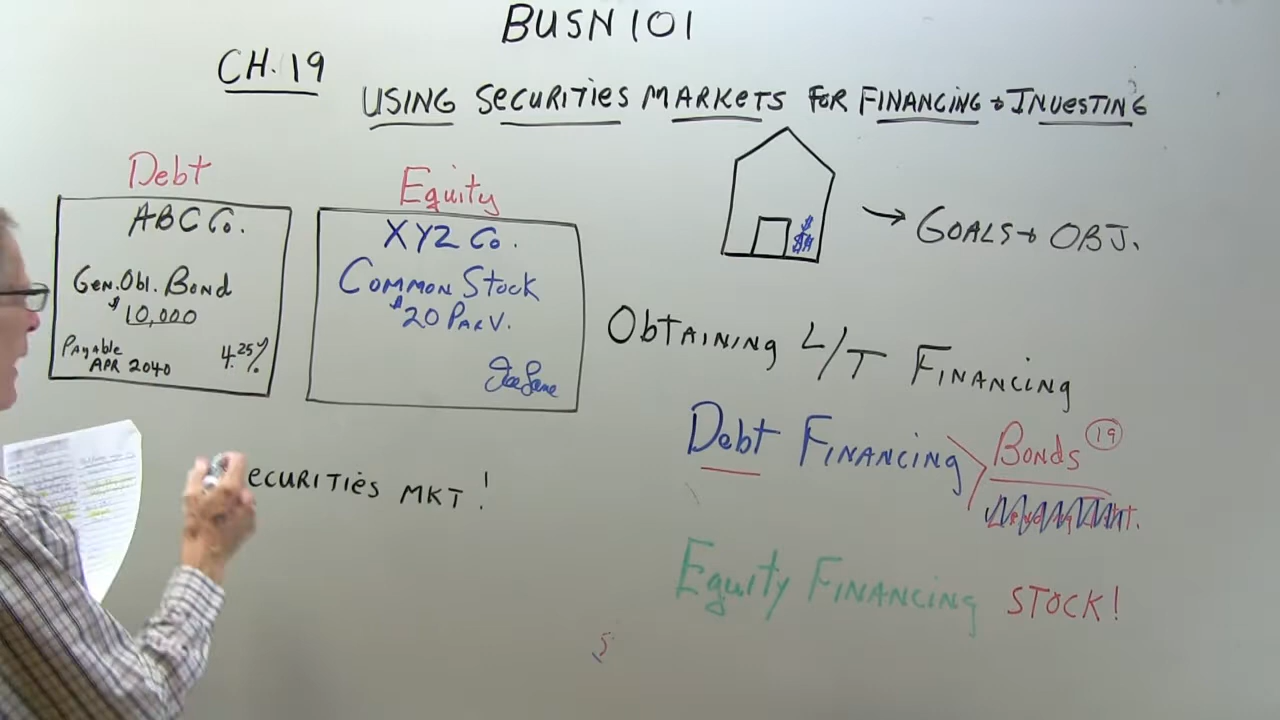 BUSN 101
CH. 19
USING SECURITIES MARKETS FOR FINANCING + INVESTING
Debt
ABC Co.
Gen. Obl. Bond
$10,000
Payable
APR 2040
4.25%
Equity
XYZ Co.
Common Stock
$20 Par V.
$
$$
GOALS + OBJ.
OBTAINING L/T FINANCING
Debt FINANCING
BONDS 19
Equity FINANCING STOCK!
ECURITIES MKT!